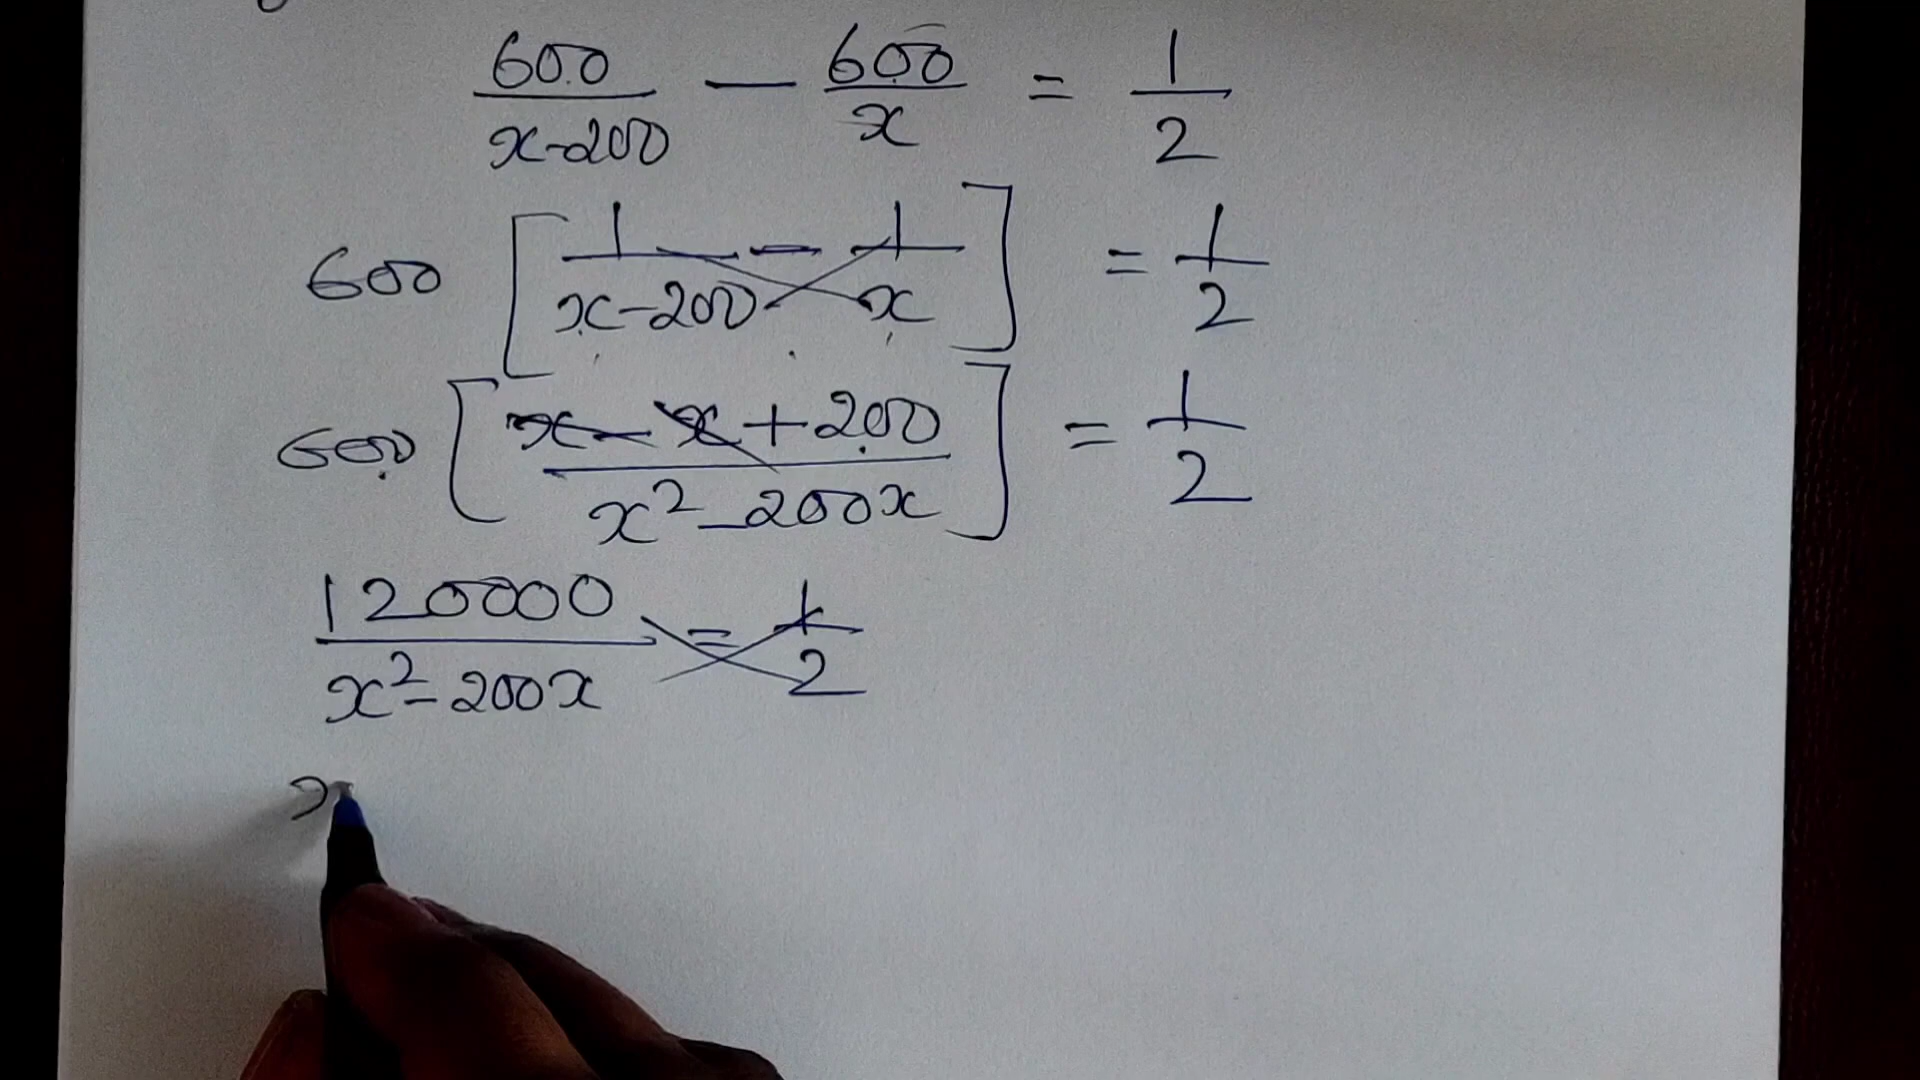 600/(x-200) - 600/x = 1/2
600 [1/(x-200) - 1/x] = 1/2
600 [(x - x + 200)/(x² - 200x)] = 1/2
120000/(x² - 200x) = 1/2